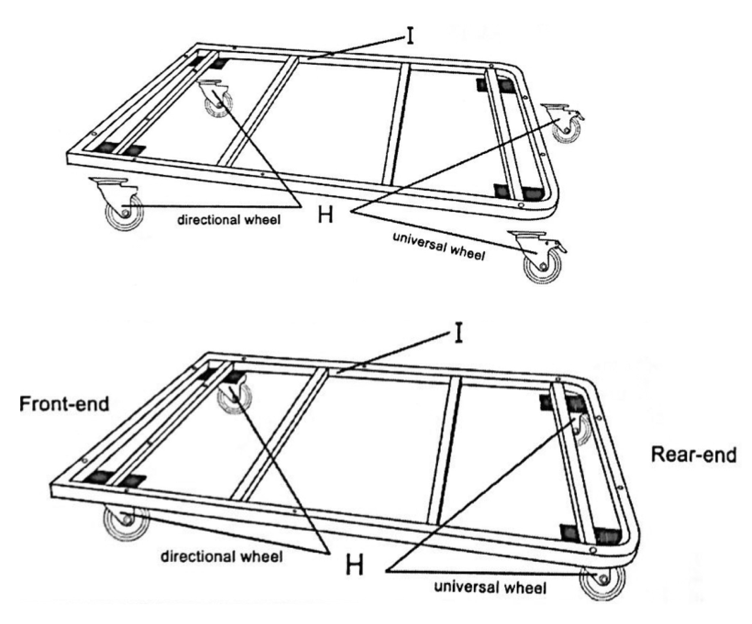 I
directional wheel
H
universal wheel
I
Front-end
Rear-end
directional wheel
H
universal wheel